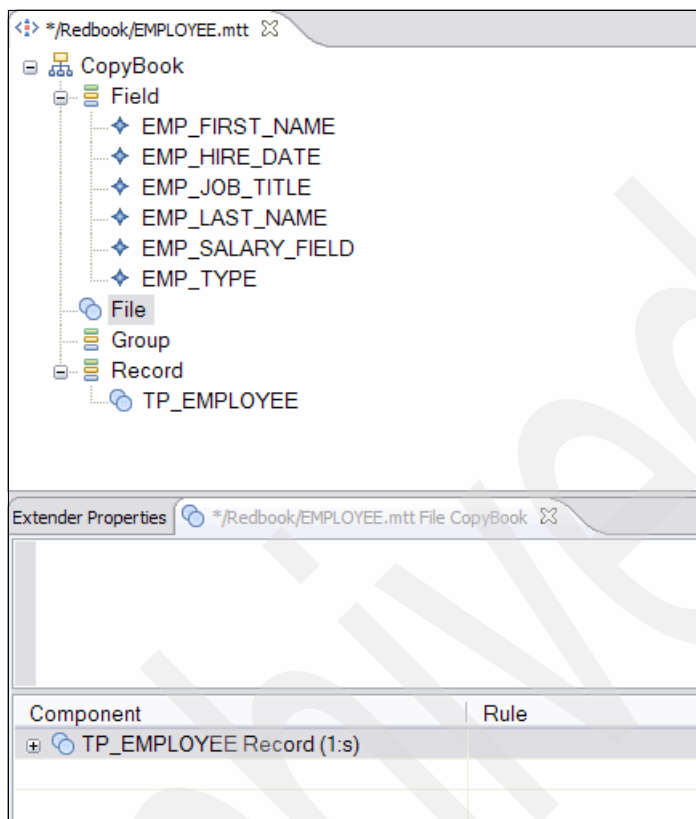 */Redbook/EMPLOYEE.mtt
CopyBook
Field
EMP_FIRST_NAME
EMP_HIRE_DATE
EMP_JOB_TITLE
EMP_LAST_NAME
EMP_SALARY_FIELD
EMP_TYPE
File
Group
Record
TP_EMPLOYEE
Extender Properties */Redbook/EMPLOYEE.mtt File CopyBook
Component Rule
TP_EMPLOYEE Record (1:s)